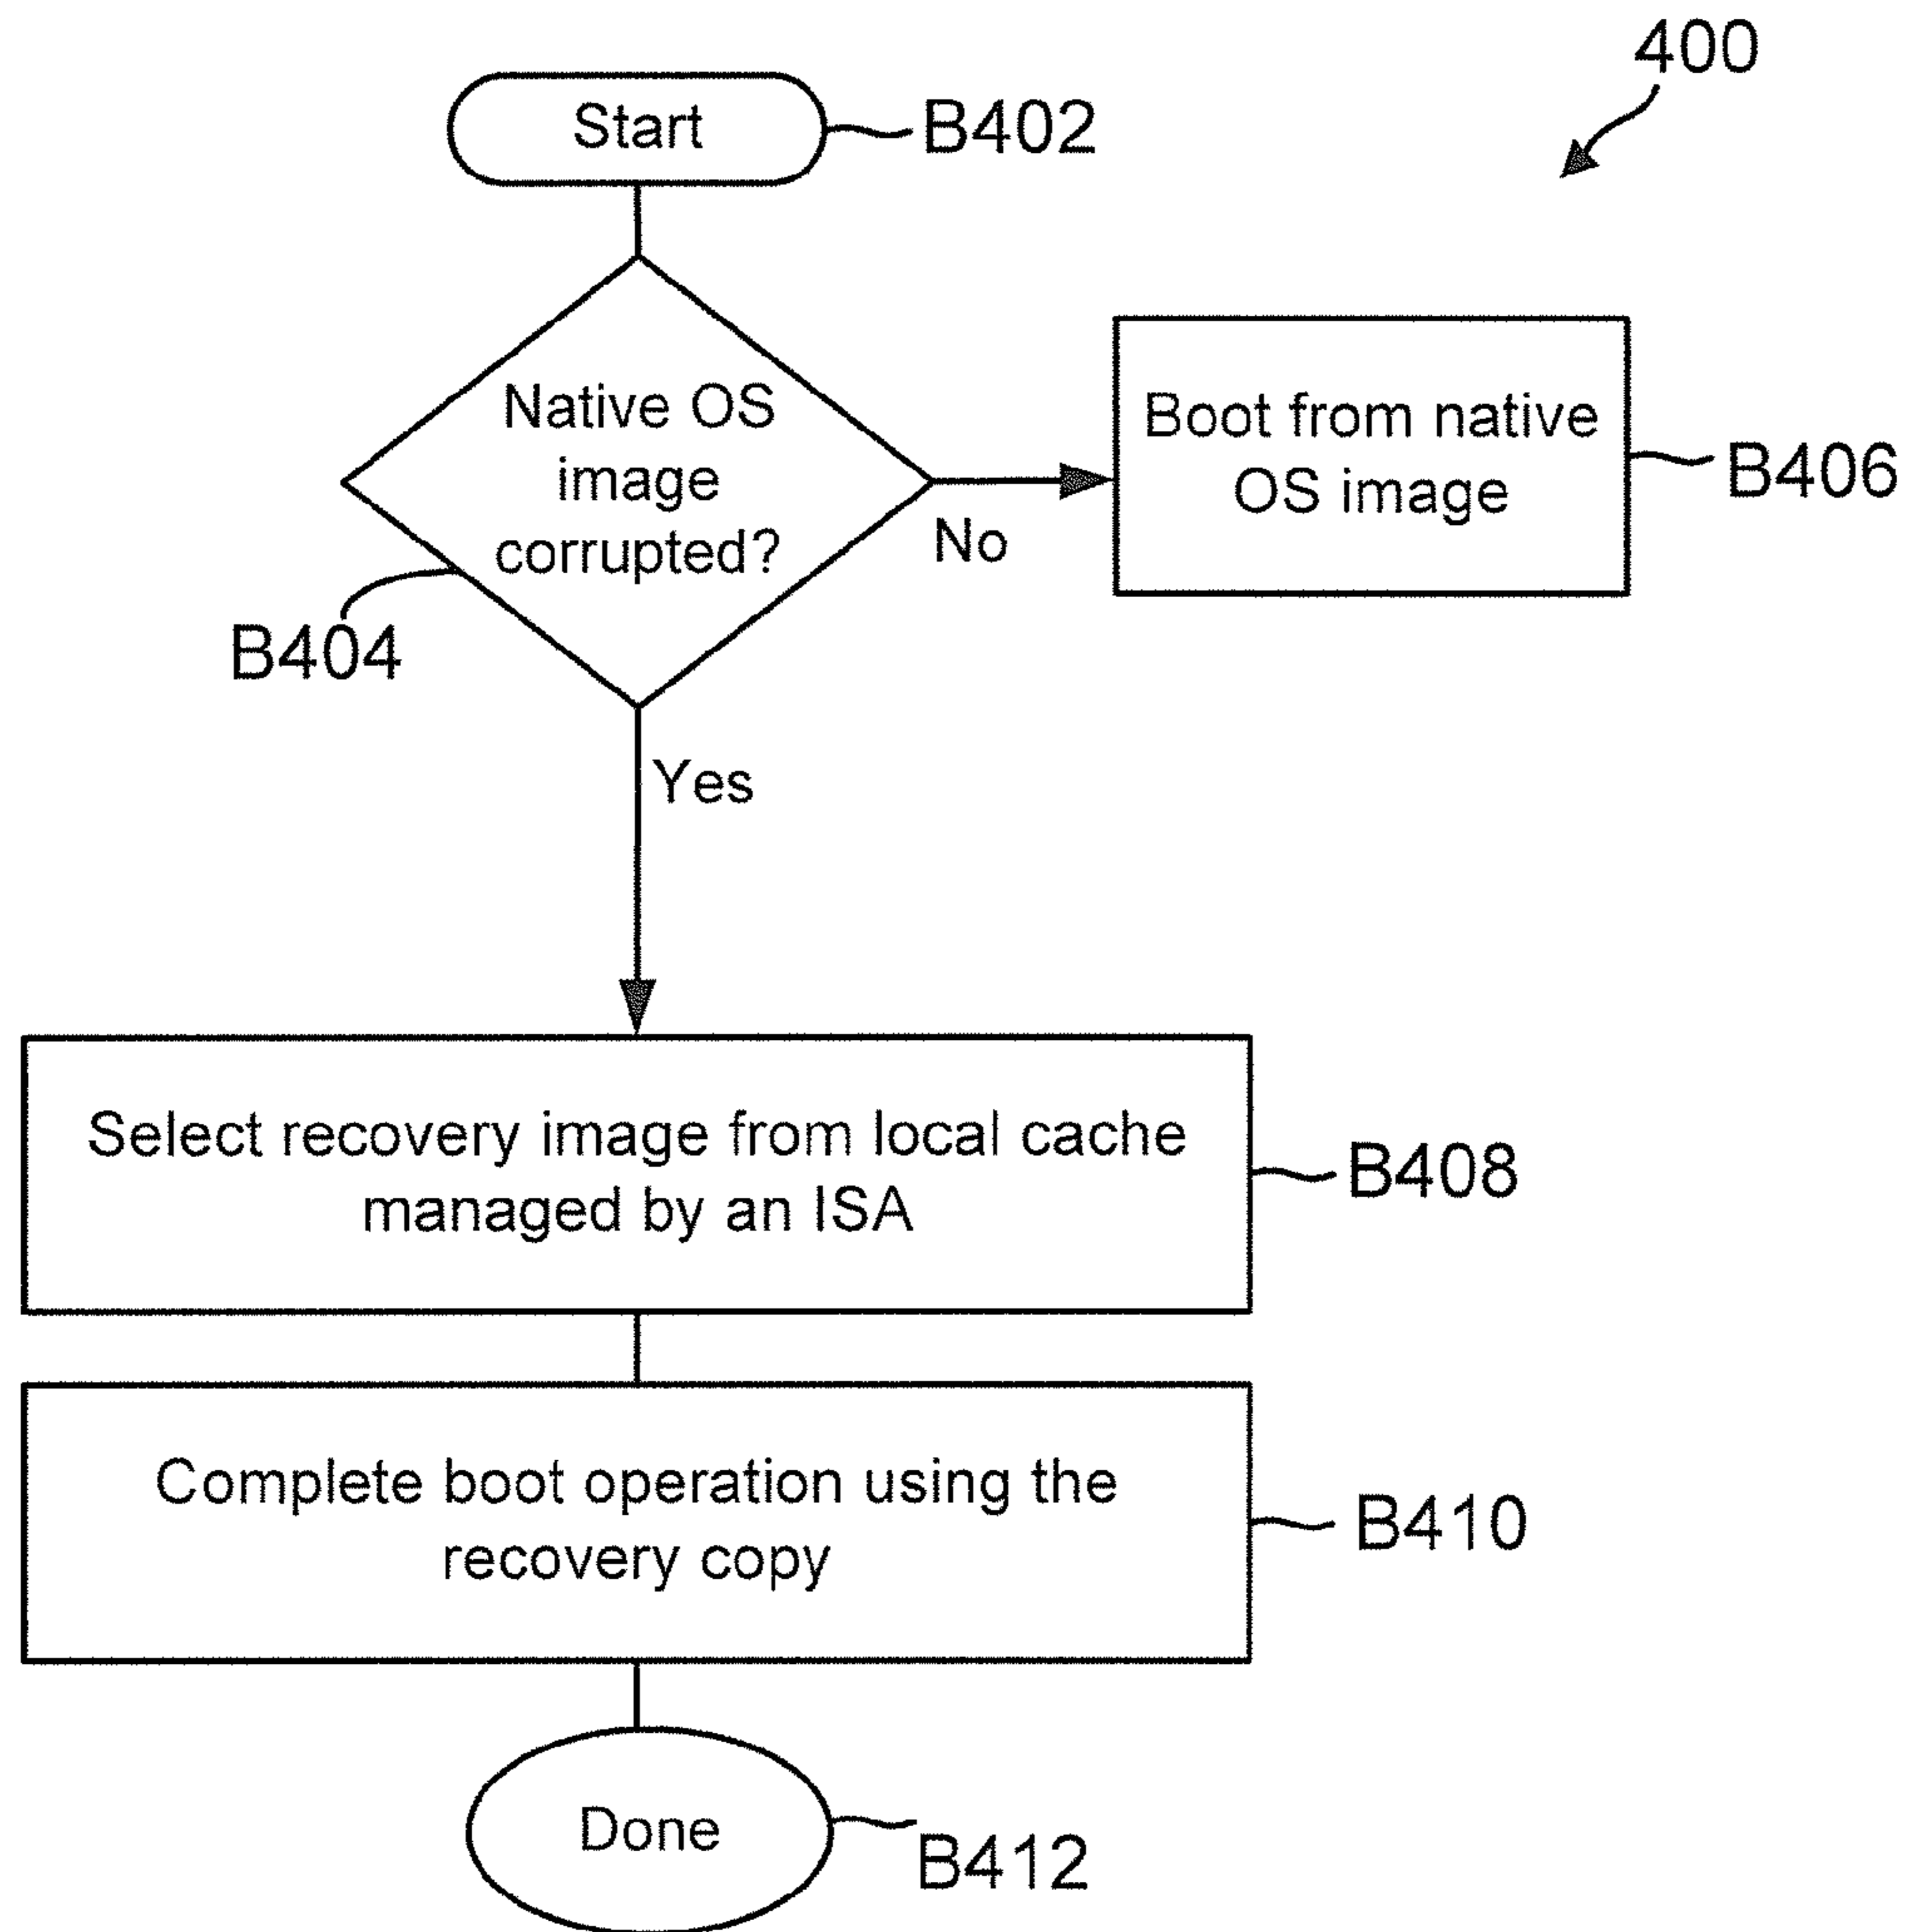 400
Start
B402
Native OS
image
corrupted?
No
Boot from native
OS image
B406
B404
Yes
Select recovery image from local cache
managed by an ISA
B408
Complete boot operation using the
recovery copy
B410
Done
B412